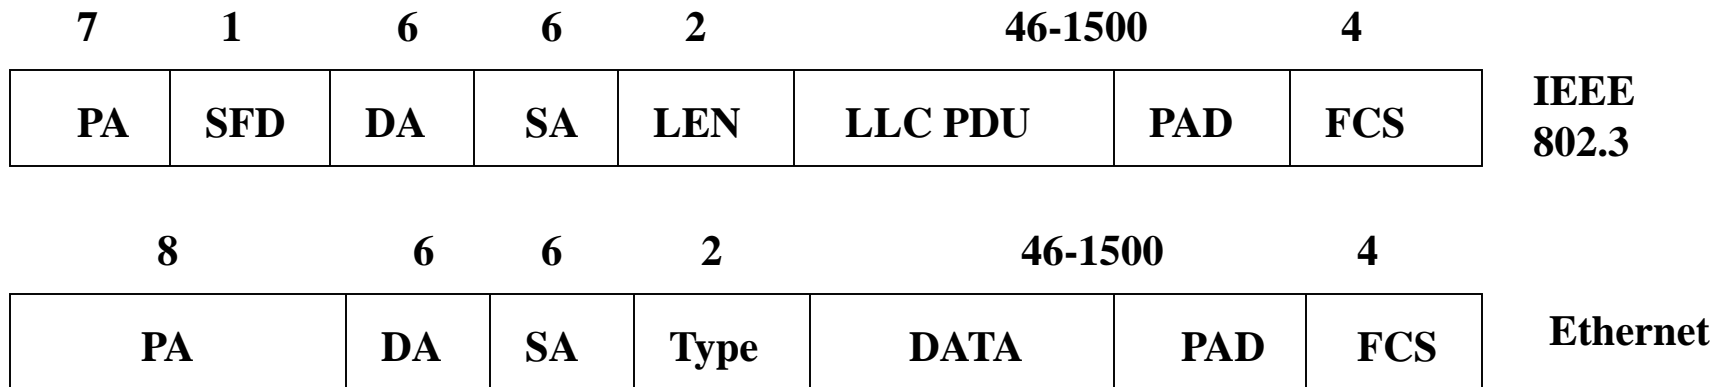 7 1 6 6 2 46-1500 4
PA SFD DA SA LEN LLC PDU PAD FCS
IEEE
802.3
8 6 6 2 46-1500 4
PA DA SA Type DATA PAD FCS
Ethernet